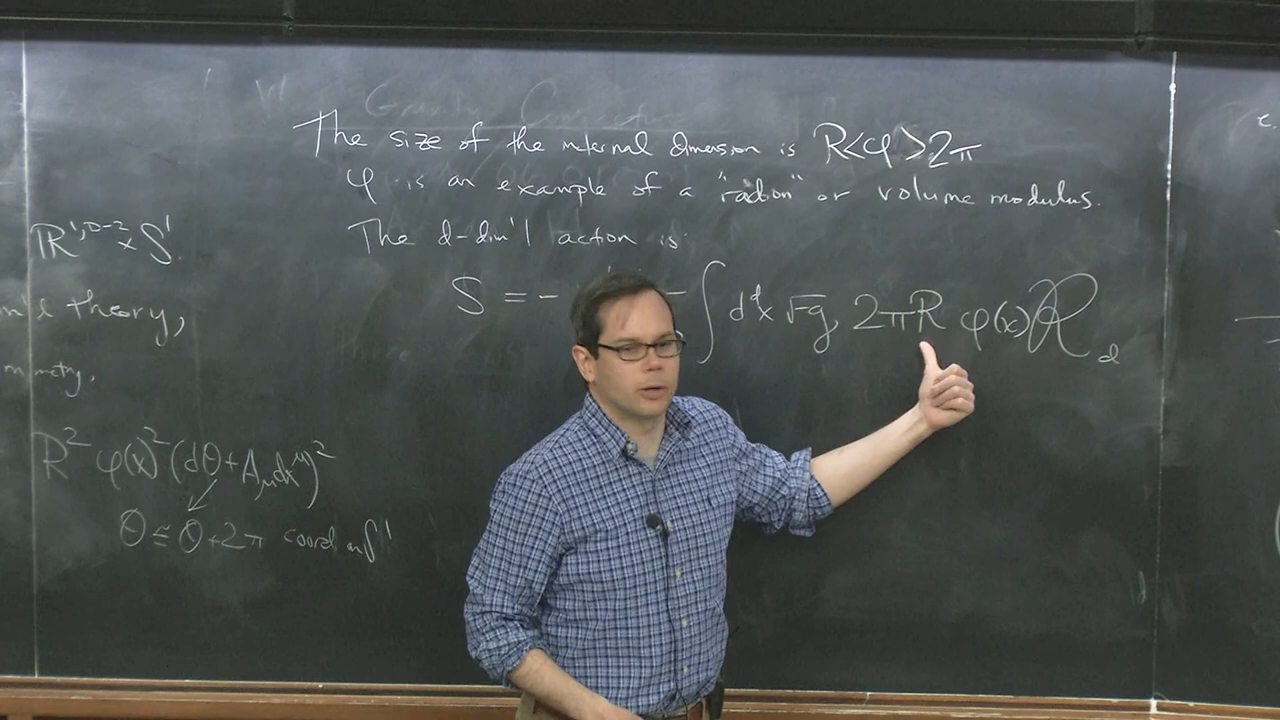 ℝ^{1,D-2} × S^1.
theory,
R^2 φ(x)^2 (dθ + A_μ dx^μ)^2
θ ≅ θ + 2π coord on S^1
Gravity
The size of the internal dimension is R<φ>2π
φ is an example of a "radion" or volume modulus.
The d-dim'l action is:
S = - ∫ d^d x √-g 2πR φ(x) ℛ_d